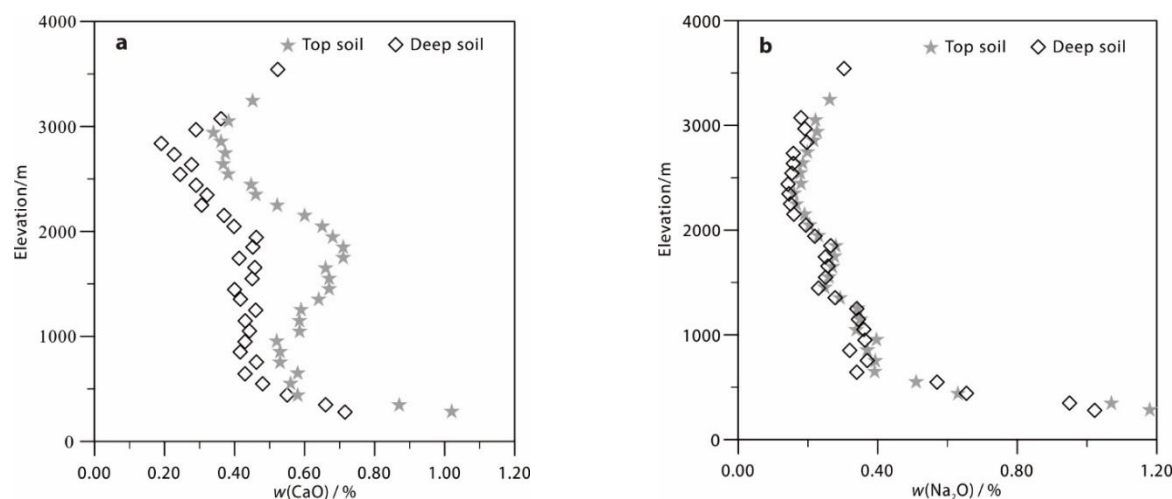 a
Top soil
Deep soil
4000
3000
2000
1000
0
Elevation/m
0.00
0.20
0.40
0.60
0.80
1.00
1.20
w(CaO) / %
b
Top soil
Deep soil
4000
3000
2000
1000
0
Elevation/m
0.00
0.40
0.80
1.20
w(Na₂O) / %